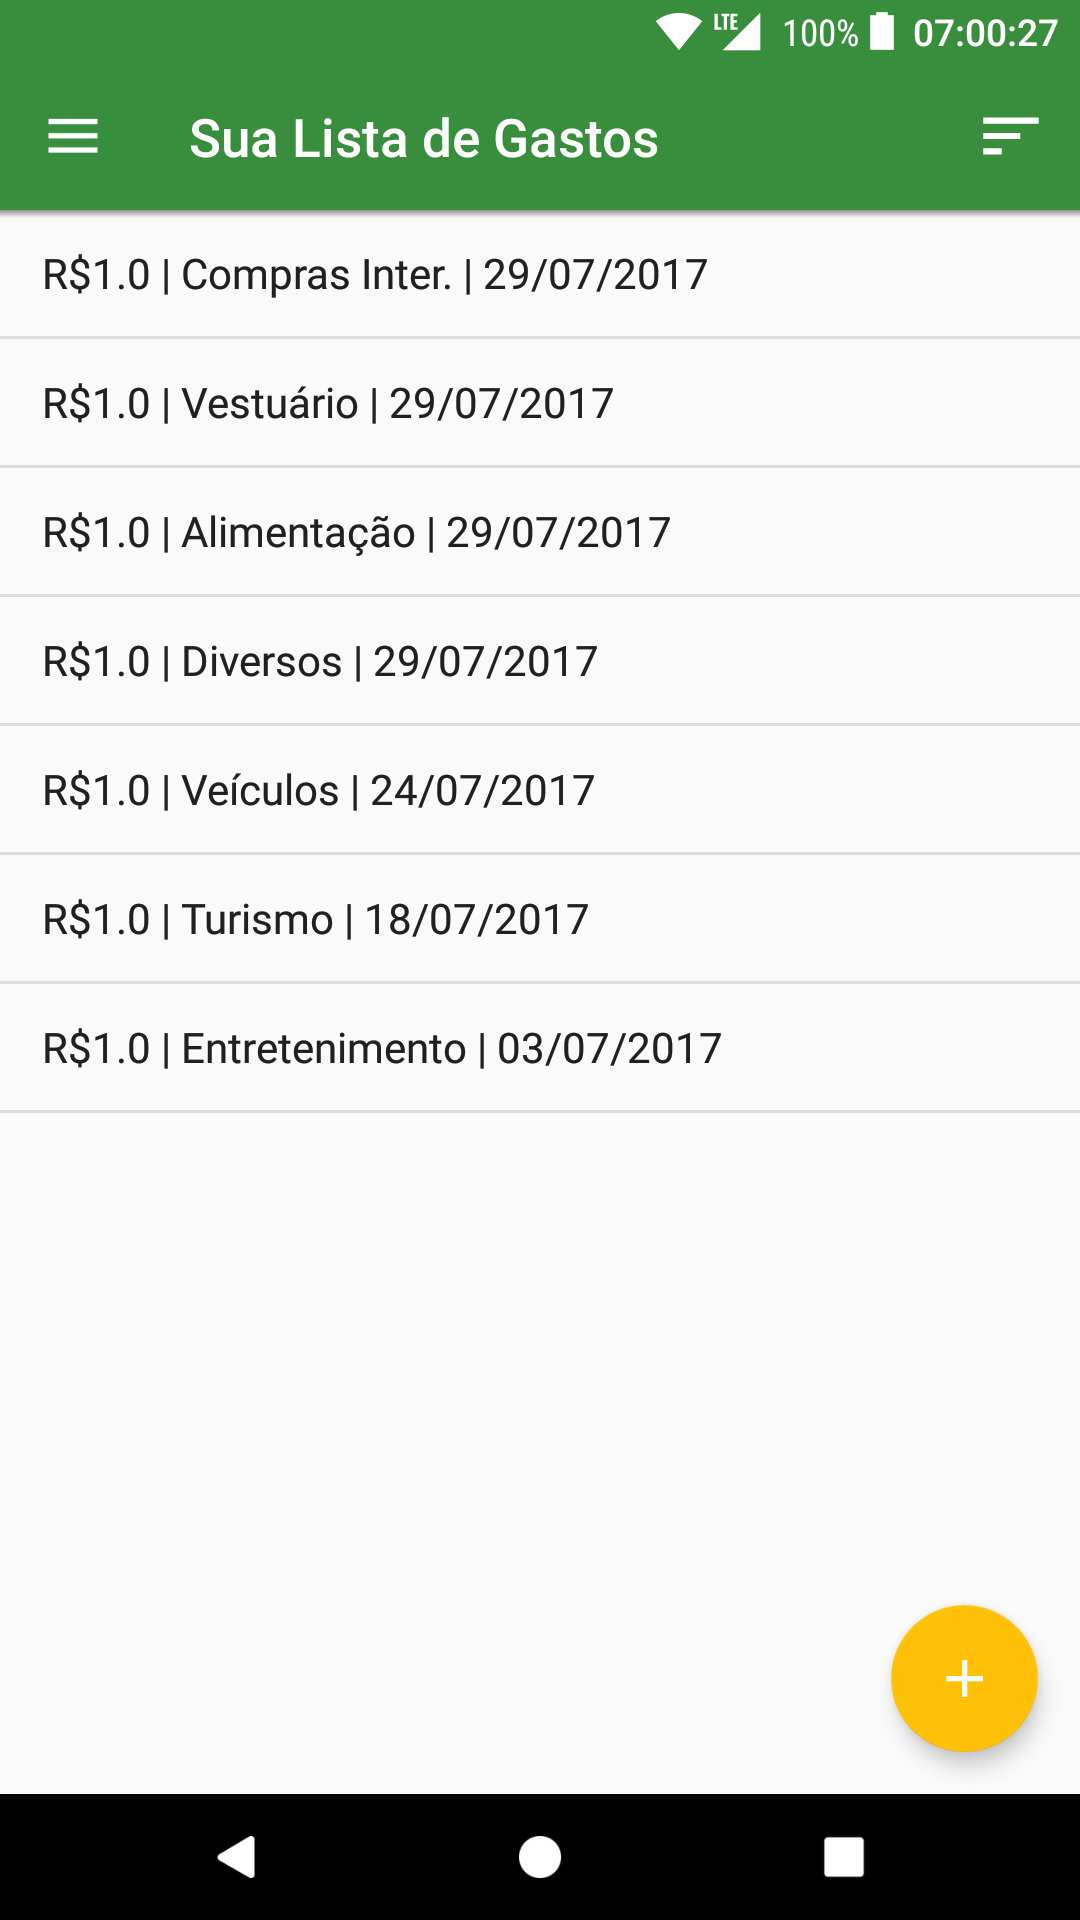 LTE 100% 07:00:27
Sua Lista de Gastos
R$1.0 | Compras Inter. | 29/07/2017
R$1.0 | Vestuário | 29/07/2017
R$1.0 | Alimentação | 29/07/2017
R$1.0 | Diversos | 29/07/2017
R$1.0 | Veículos | 24/07/2017
R$1.0 | Turismo | 18/07/2017
R$1.0 | Entretenimento | 03/07/2017